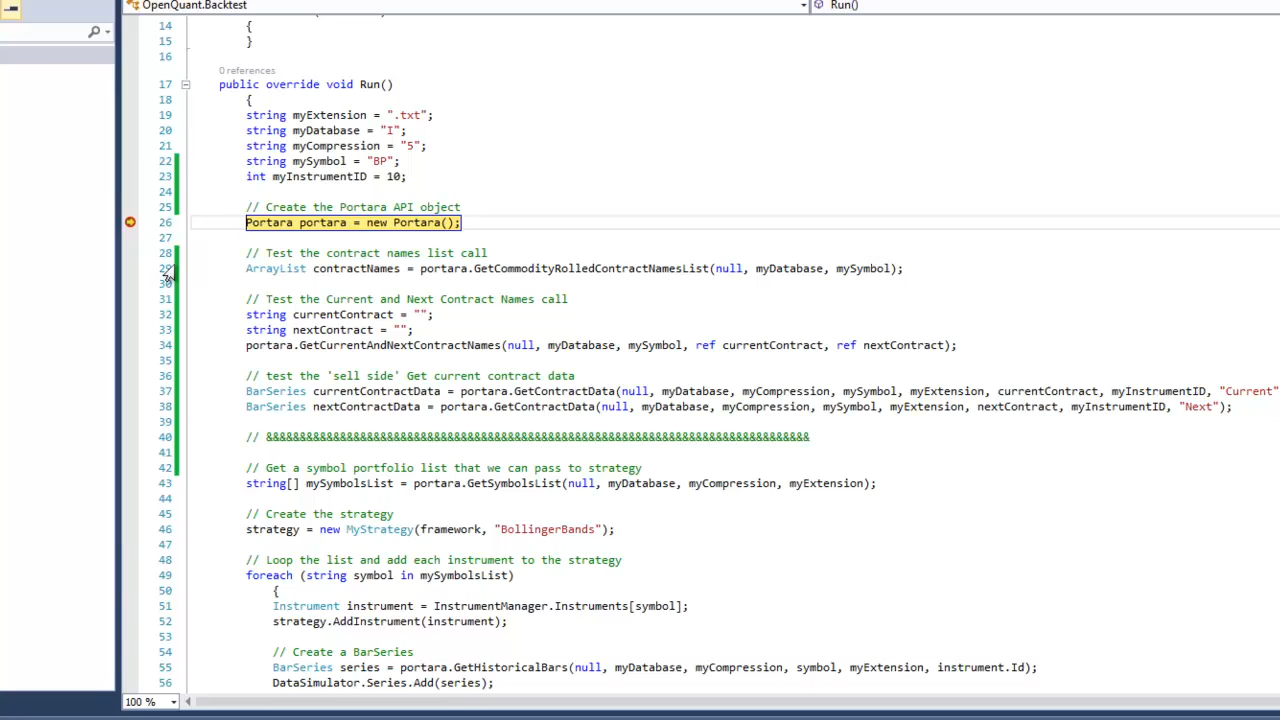 OpenQuant.Backtest Run()
14 {
15 }
16
0 references
17 public override void Run()
18 {
19 string myExtension = ".txt";
20 string myDatabase = "I";
21 string myCompression = "5";
22 string mySymbol = "BP";
23 int myInstrumentID = 10;
24
25 // Create the Portara API object
26 Portara portara = new Portara();
27
28 // Test the contract names list call
29 ArrayList contractNames = portara.GetCommodityRolledContractNamesList(null, myDatabase, mySymbol);
30
31 // Test the Current and Next Contract Names call
32 string currentContract = "";
33 string nextContract = "";
34 portara.GetCurrentAndNextContractNames(null, myDatabase, mySymbol, ref currentContract, ref nextContract);
35
36 // test the 'sell side' Get current contract data
37 BarSeries currentContractData = portara.GetContractData(null, myDatabase, myCompression, mySymbol, myExtension, currentContract, myInstrumentID, "Current"
38 BarSeries nextContractData = portara.GetContractData(null, myDatabase, myCompression, mySymbol, myExtension, nextContract, myInstrumentID, "Next");
39
40 // &&&&&&&&&&&&&&&&&&&&&&&&&&&&&&&&&&&&&&&&&&&&&&&&&&&&&&&&&&&&&&&&&&&&&&&&&&&&&&&&&
41
42 // Get a symbol portfolio list that we can pass to strategy
43 string[] mySymbolsList = portara.GetSymbolsList(null, myDatabase, myCompression, myExtension);
44
45 // Create the strategy
46 strategy = new MyStrategy(framework, "BollingerBands");
47
48 // Loop the list and add each instrument to the strategy
49 foreach (string symbol in mySymbolsList)
50 {
51 Instrument instrument = InstrumentManager.Instruments[symbol];
52 strategy.AddInstrument(instrument);
53
54 // Create a BarSeries
55 BarSeries series = portara.GetHistoricalBars(null, myDatabase, myCompression, symbol, myExtension, instrument.Id);
56 DataSimulator.Series.Add(series);
100 %